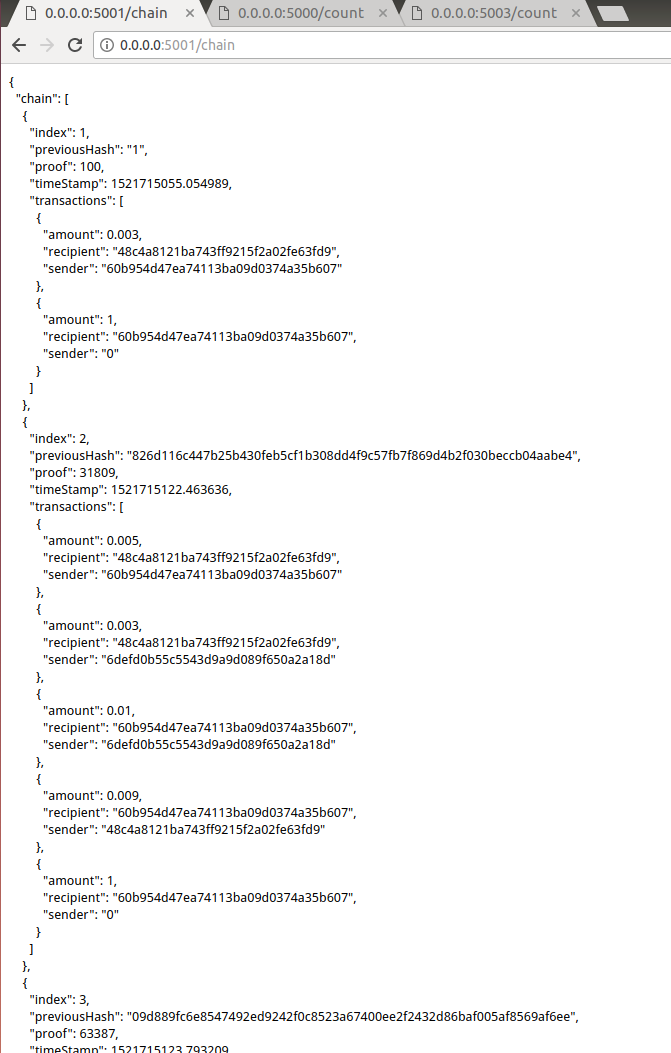 0.0.0.0:5001/chain
0.0.0.0:5000/count
0.0.0.0:5003/count
0.0.0.0:5001/chain
{
"chain": [
{
"index": 1,
"previousHash": "1",
"proof": 100,
"timeStamp": 1521715055.054989,
"transactions": [
{
"amount": 0.003,
"recipient": "48c4a8121ba743ff9215f2a02fe63fd9",
"sender": "60b954d47ea74113ba09d0374a35b607"
},
{
"amount": 1,
"recipient": "60b954d47ea74113ba09d0374a35b607",
"sender": "0"
}
]
},
{
"index": 2,
"previousHash": "826d116c447b25b430feb5cf1b308dd4f9c57fb7f869d4b2f030beccb04aabe4",
"proof": 31809,
"timeStamp": 1521715122.463636,
"transactions": [
{
"amount": 0.005,
"recipient": "48c4a8121ba743ff9215f2a02fe63fd9",
"sender": "60b954d47ea74113ba09d0374a35b607"
},
{
"amount": 0.003,
"recipient": "48c4a8121ba743ff9215f2a02fe63fd9",
"sender": "6defd0b55c5543d9a9d089f650a2a18d"
},
{
"amount": 0.01,
"recipient": "60b954d47ea74113ba09d0374a35b607",
"sender": "6defd0b55c5543d9a9d089f650a2a18d"
},
{
"amount": 0.009,
"recipient": "60b954d47ea74113ba09d0374a35b607",
"sender": "48c4a8121ba743ff9215f2a02fe63fd9"
},
{
"amount": 1,
"recipient": "60b954d47ea74113ba09d0374a35b607",
"sender": "0"
}
]
},
{
"index": 3,
"previousHash": "09d889fc6e8547492ed9242f0c8523a67400ee2f2432d86baf005af8569af6ee",
"proof": 63387,
"timeStamp": 1521715123.793209,